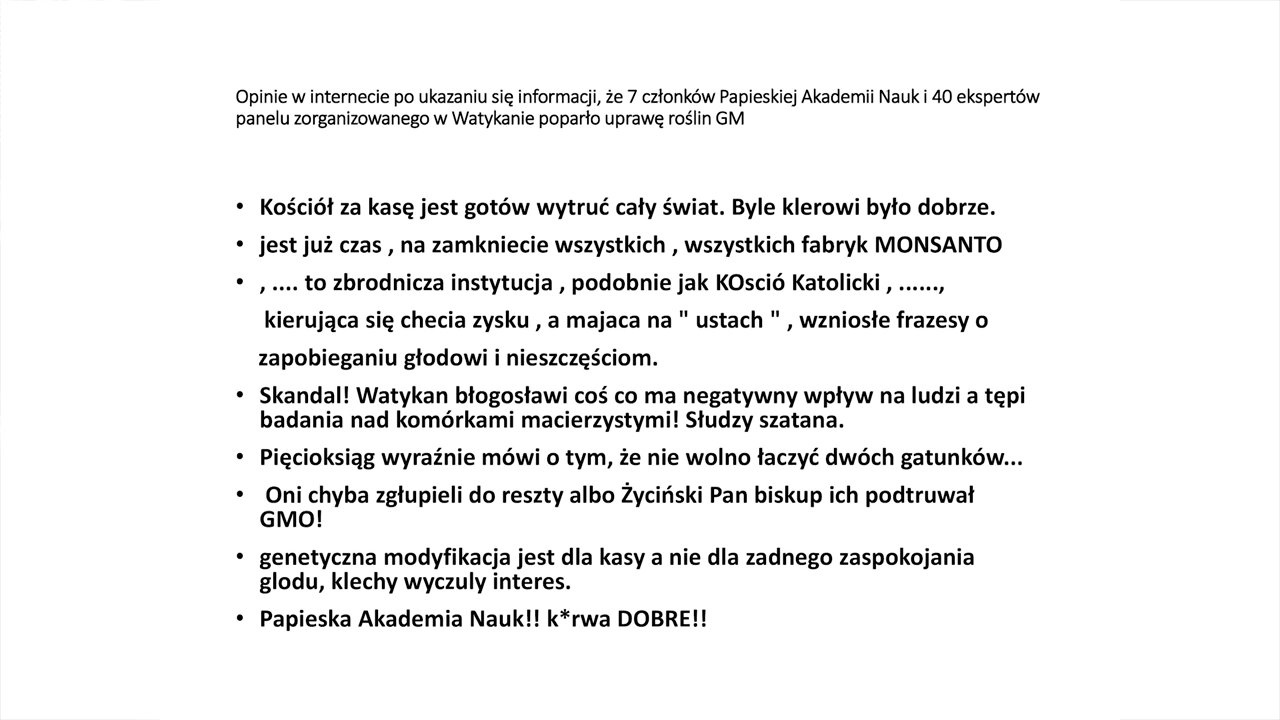 Opinie w internecie po ukazaniu się informacji, że 7 członków Papieskiej Akademii Nauk i 40 ekspertów
panelu zorganizowanego w Watykanie poparło uprawę roślin GM
• Kościół za kasę jest gotów wytruć cały świat. Byle klerowi było dobrze.
• jest już czas , na zamkniecie wszystkich , wszystkich fabryk MONSANTO
• , .... to zbrodnicza instytucja , podobnie jak KOsció Katolicki , ......,
kierująca się checia zysku , a majaca na " ustach " , wzniosłe frazesy o
zapobieganiu głodowi i nieszczęściom.
• Skandal! Watykan błogosławi coś co ma negatywny wpływ na ludzi a tępi
badania nad komórkami macierzystymi! Słudzy szatana.
• Pięcioksiąg wyraźnie mówi o tym, że nie wolno łaczyć dwóch gatunków...
• Oni chyba zgłupieli do reszty albo Życiński Pan biskup ich podtruwał
GMO!
• genetyczna modyfikacja jest dla kasy a nie dla zadnego zaspokojania
glodu, klechy wyczuly interes.
• Papieska Akademia Nauk!! k*rwa DOBRE!!